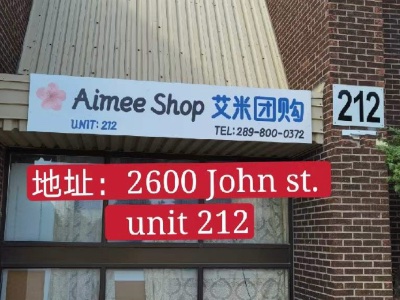 Aimee Shop 艾米团购
UNIT: 212 TEL: 289-800-0372
212
地址: 2600 John st.
unit 212